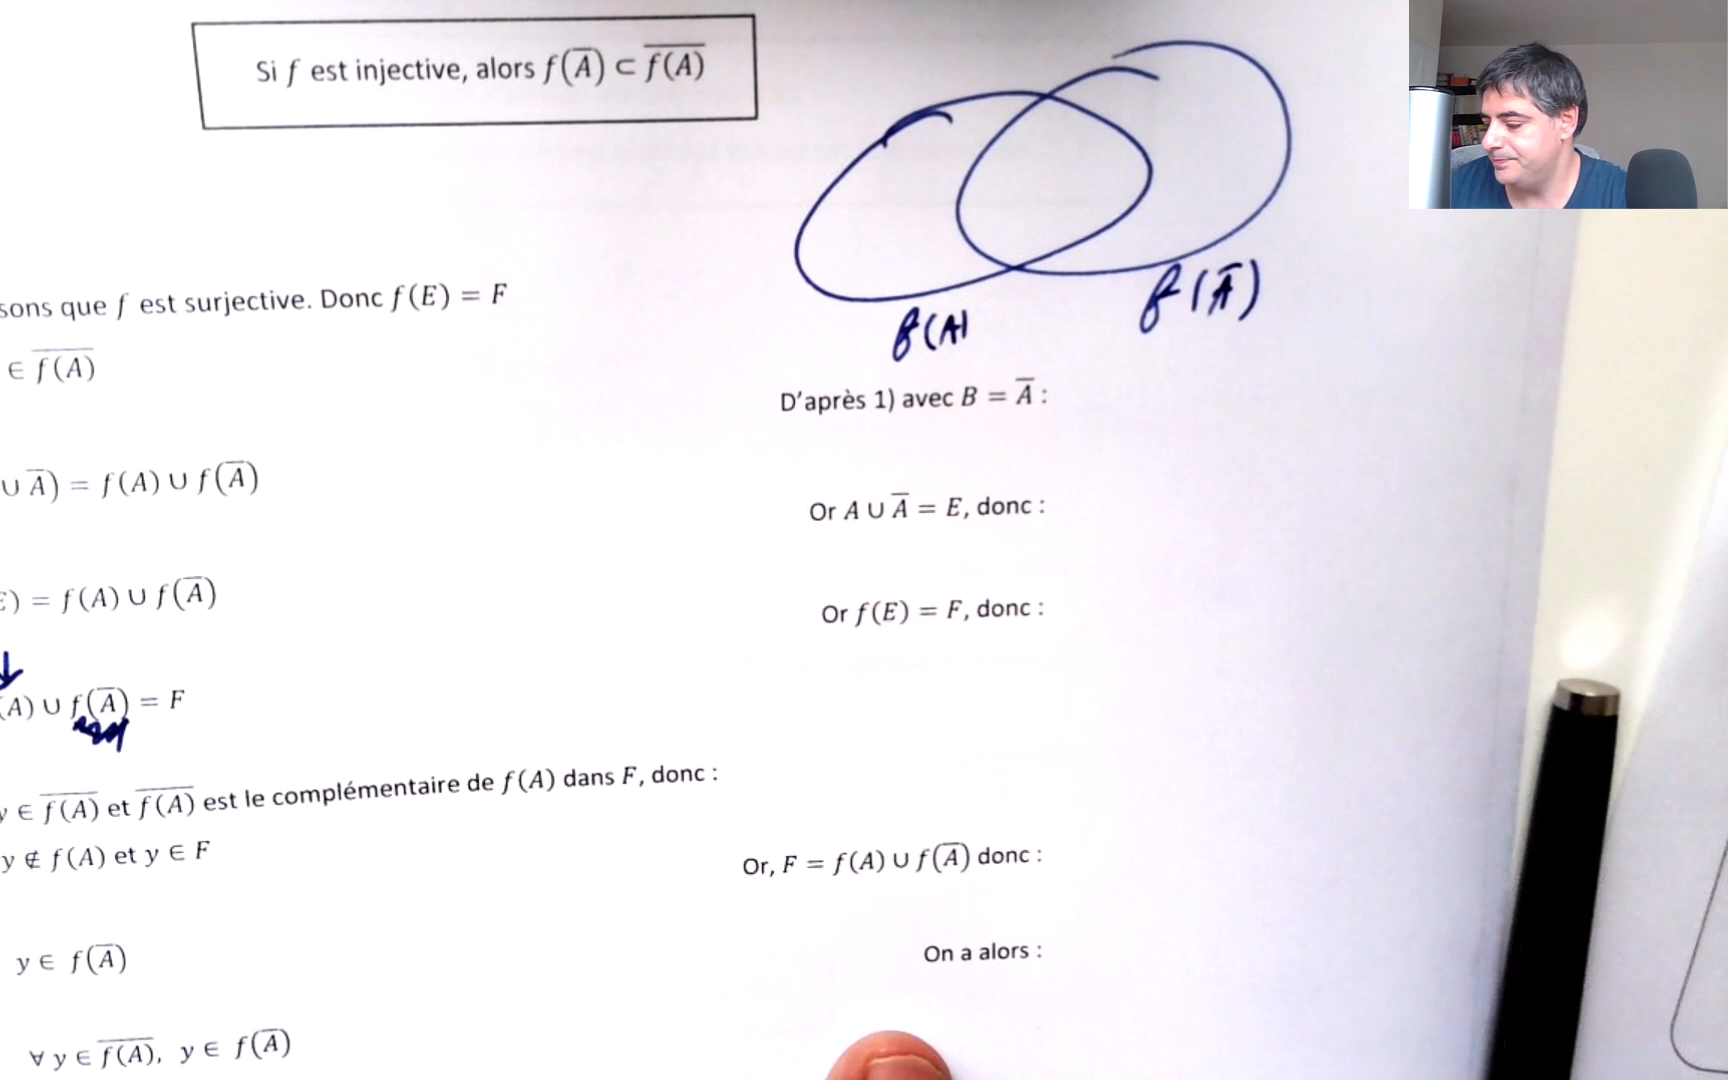 Si f est injective, alors f(A̅) ⊂ f(A)̅
f(A)
f(A̅)
sons que f est surjective. Donc f(E) = F
∈ f(A)̅
D'après 1) avec B = A̅ :
∪ A̅) = f(A) ∪ f(A̅)
Or A ∪ A̅ = E, donc :
) = f(A) ∪ f(A̅)
Or f(E) = F, donc :
(A) ∪ f(A̅) = F
y ∈ f(A)̅ et f(A)̅ est le complémentaire de f(A) dans F, donc :
y ∉ f(A) et y ∈ F
Or, F = f(A) ∪ f(A̅) donc :
y ∈ f(A̅)
On a alors :
∀ y ∈ f(A)̅, y ∈ f(A̅)